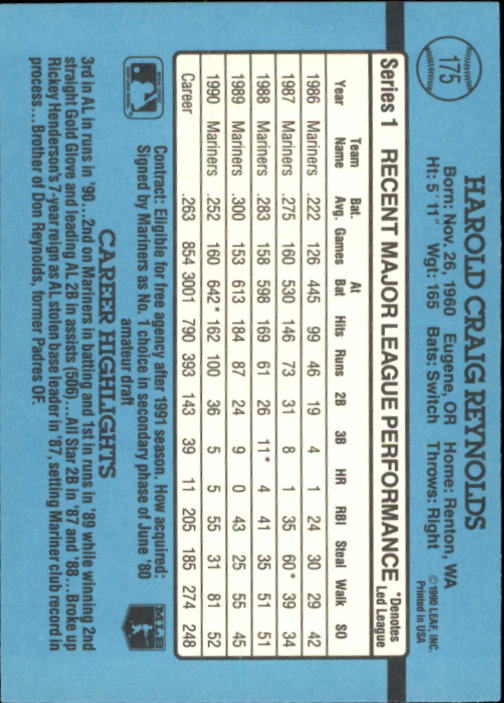 175
HAROLD CRAIG REYNOLDS
Born: Nov. 26, 1960 Eugene, OR Home: Renton, WA
Ht: 5' 11" Wgt: 165 Bats: Switch Throws: Right
© 1990 LEAF, INC.
Printed in USA
Series 1 RECENT MAJOR LEAGUE PERFORMANCE *Denotes Led League
Year Team Name Bat. Avg. Games At Bat Hits Runs 2B 3B HR RBI Steal Walk SO
1986 Mariners .222 126 445 99 46 19 4 1 24 30 29 42
1987 Mariners .275 160 530 146 73 31 8 1 35 60* 39 34
1988 Mariners .283 158 598 169 61 26 11* 4 41 35 51 51
1989 Mariners .300 153 613 184 87 24 9 0 43 25 55 45
1990 Mariners .252 160 642* 162 100 36 5 5 55 31 81 52
Career .263 854 3001 790 393 143 39 11 205 185 274 248
Contract: Eligible for free agency after 1991 season. How acquired:
Signed by Mariners as No. 1 choice in secondary phase of June '80
amateur draft
MLB
CAREER HIGHLIGHTS
3rd in AL in runs in '90...2nd on Mariners in batting and 1st in runs in '89 while winning 2nd
straight Gold Glove and leading AL 2B in assists (506)...All Star 2B in '87 and '88...Broke up
Rickey Henderson's 7-year reign as AL stolen base leader in '87, setting Mariner club record in
process...Brother of Don Reynolds, former Padres OF.